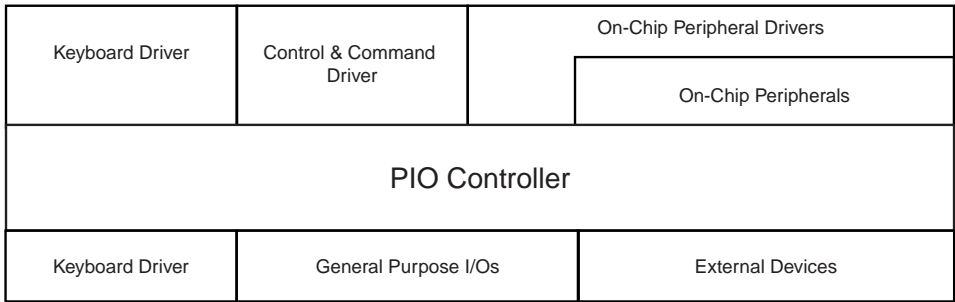 On-Chip Peripheral Drivers
Keyboard Driver
Control & Command
Driver
On-Chip Peripherals
PIO Controller
Keyboard Driver
General Purpose I/Os
External Devices